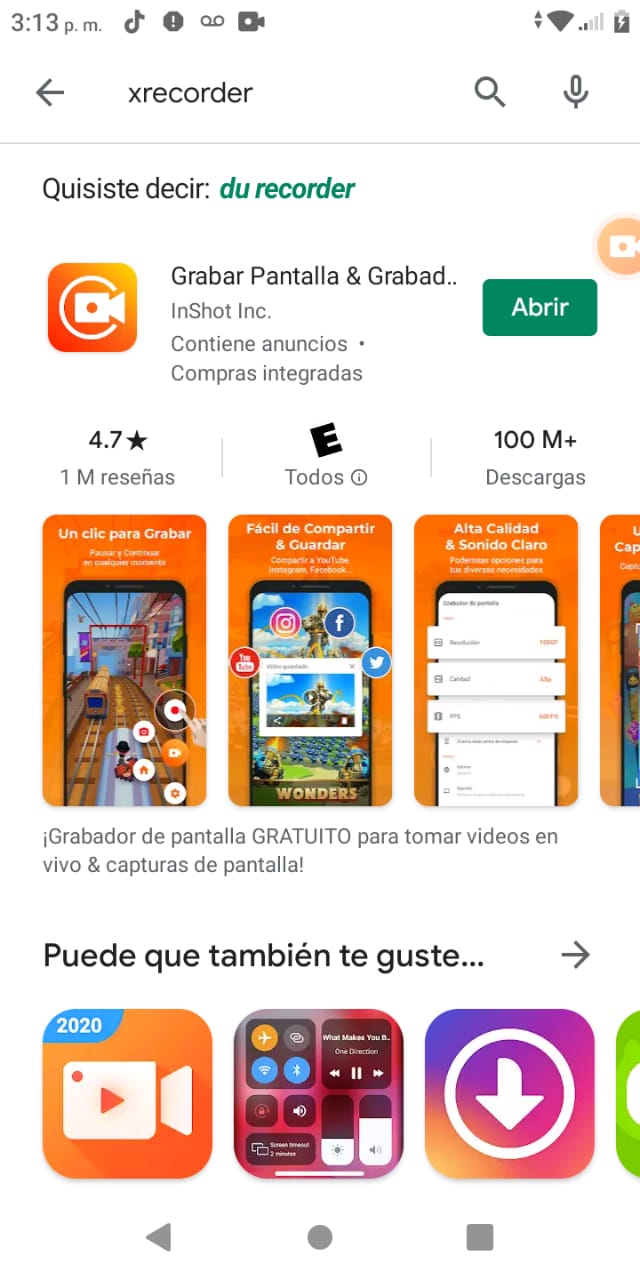 3:13 p. m.
xrecorder
Quisiste decir: du recorder
Grabar Pantalla & Grabad..
InShot Inc.
Contiene anuncios •
Compras integradas
Abrir
4.7★
1 M reseñas
E
Todos
100 M+
Descargas
Un clic para Grabar
Pausar y Continuar
en cualquier momento
Fácil de Compartir
& Guardar
Compartir a YouTube,
Instagram, Facebook...
You
Tube
Video guardado
WONDERS
Alta Calidad
& Sonido Claro
Poderosas opciones para
tus diversas necesidades
Grabador de pantalla
Resolución
1080P
Calidad
Alta
FPS
60FPS
Idioma
¡Grabador de pantalla GRATUITO para tomar videos en
vivo & capturas de pantalla!
Puede que también te guste...
2020
What Makes You B..
One Direction
Screen timeout
2 minutes